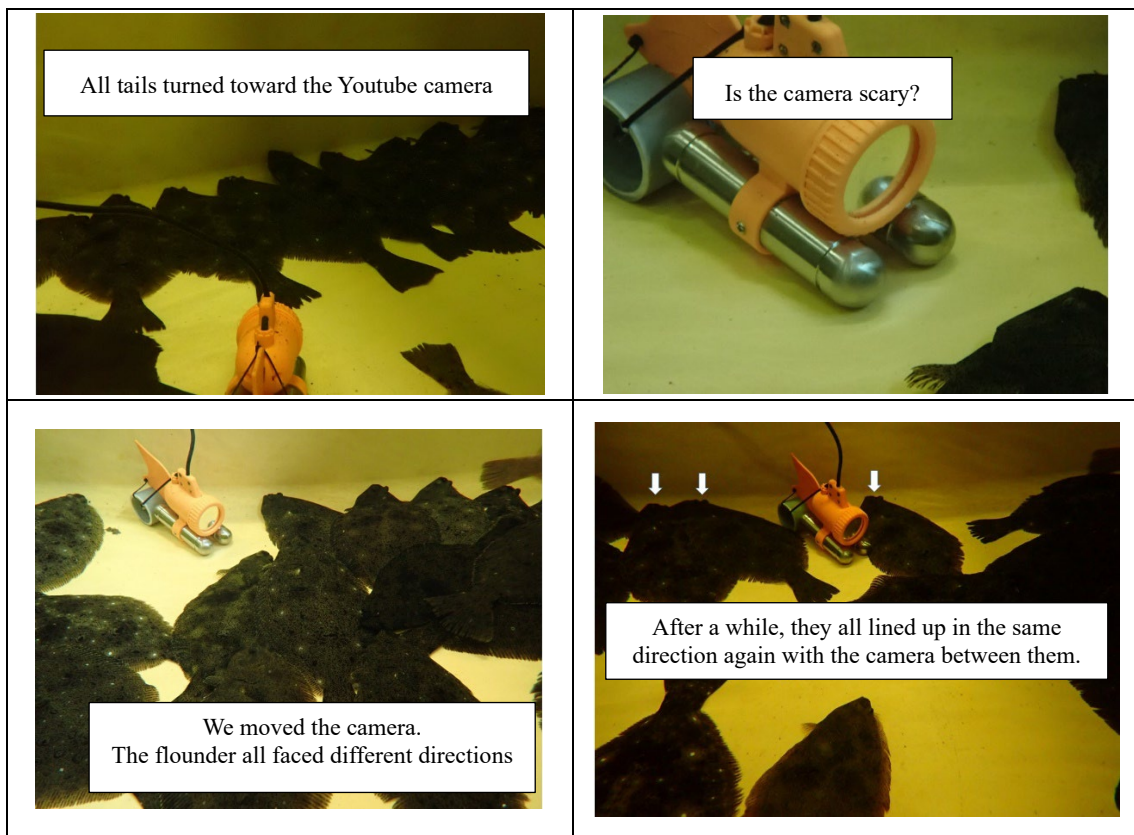 All tails turned toward the Youtube camera
Is the camera scary?
We moved the camera.
The flounder all faced different directions
After a while, they all lined up in the same
direction again with the camera between them.